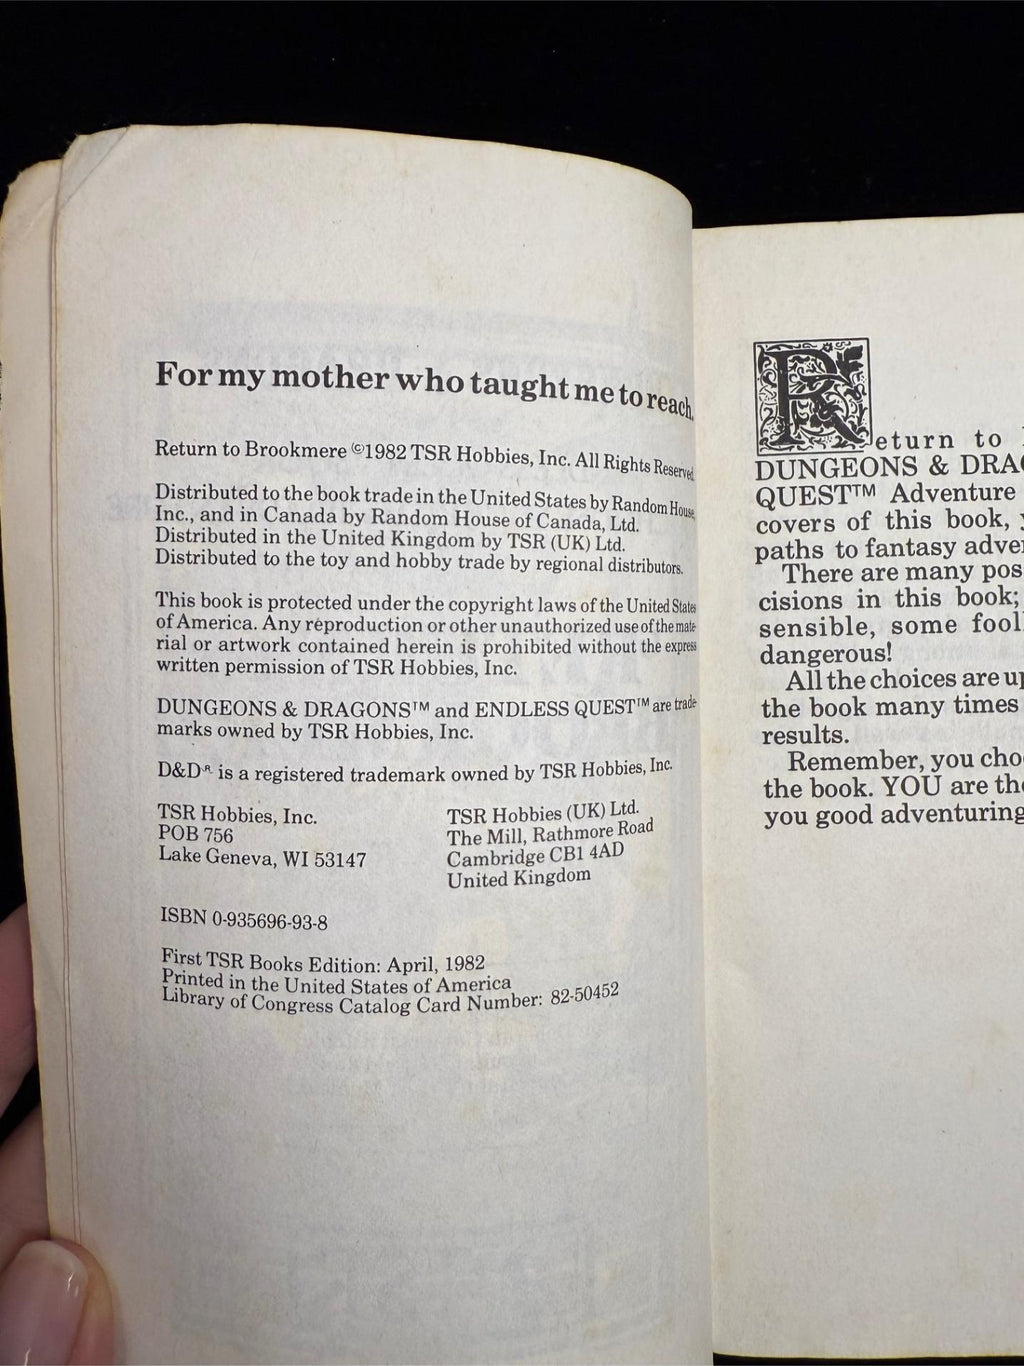 For my mother who taught me to reach.
Return to Brookmere ©1982 TSR Hobbies, Inc. All Rights Reserved.
Distributed to the book trade in the United States by Random House,
Inc., and in Canada by Random House of Canada, Ltd.
Distributed in the United Kingdom by TSR (UK) Ltd.
Distributed to the toy and hobby trade by regional distributors.
This book is protected under the copyright laws of the United States
of America. Any reproduction or other unauthorized use of the mate-
rial or artwork contained herein is prohibited without the express
written permission of TSR Hobbies, Inc.
DUNGEONS & DRAGONS™ and ENDLESS QUEST™ are trade-
marks owned by TSR Hobbies, Inc.
D&D® is a registered trademark owned by TSR Hobbies, Inc.
TSR Hobbies, Inc.
POB 756
Lake Geneva, WI 53147
TSR Hobbies (UK) Ltd.
The Mill, Rathmore Road
Cambridge CB1 4AD
United Kingdom
ISBN 0-935696-93-8
First TSR Books Edition: April, 1982
Printed in the United States of America
Library of Congress Catalog Card Number: 82-50452
Return to
DUNGEONS & DRA
QUEST™ Adventure
covers of this book,
paths to fantasy adve
There are many pos
cisions in this book;
sensible, some fool
dangerous!
All the choices are up
the book many times
results.
Remember, you cho
the book. YOU are the
you good adventuring